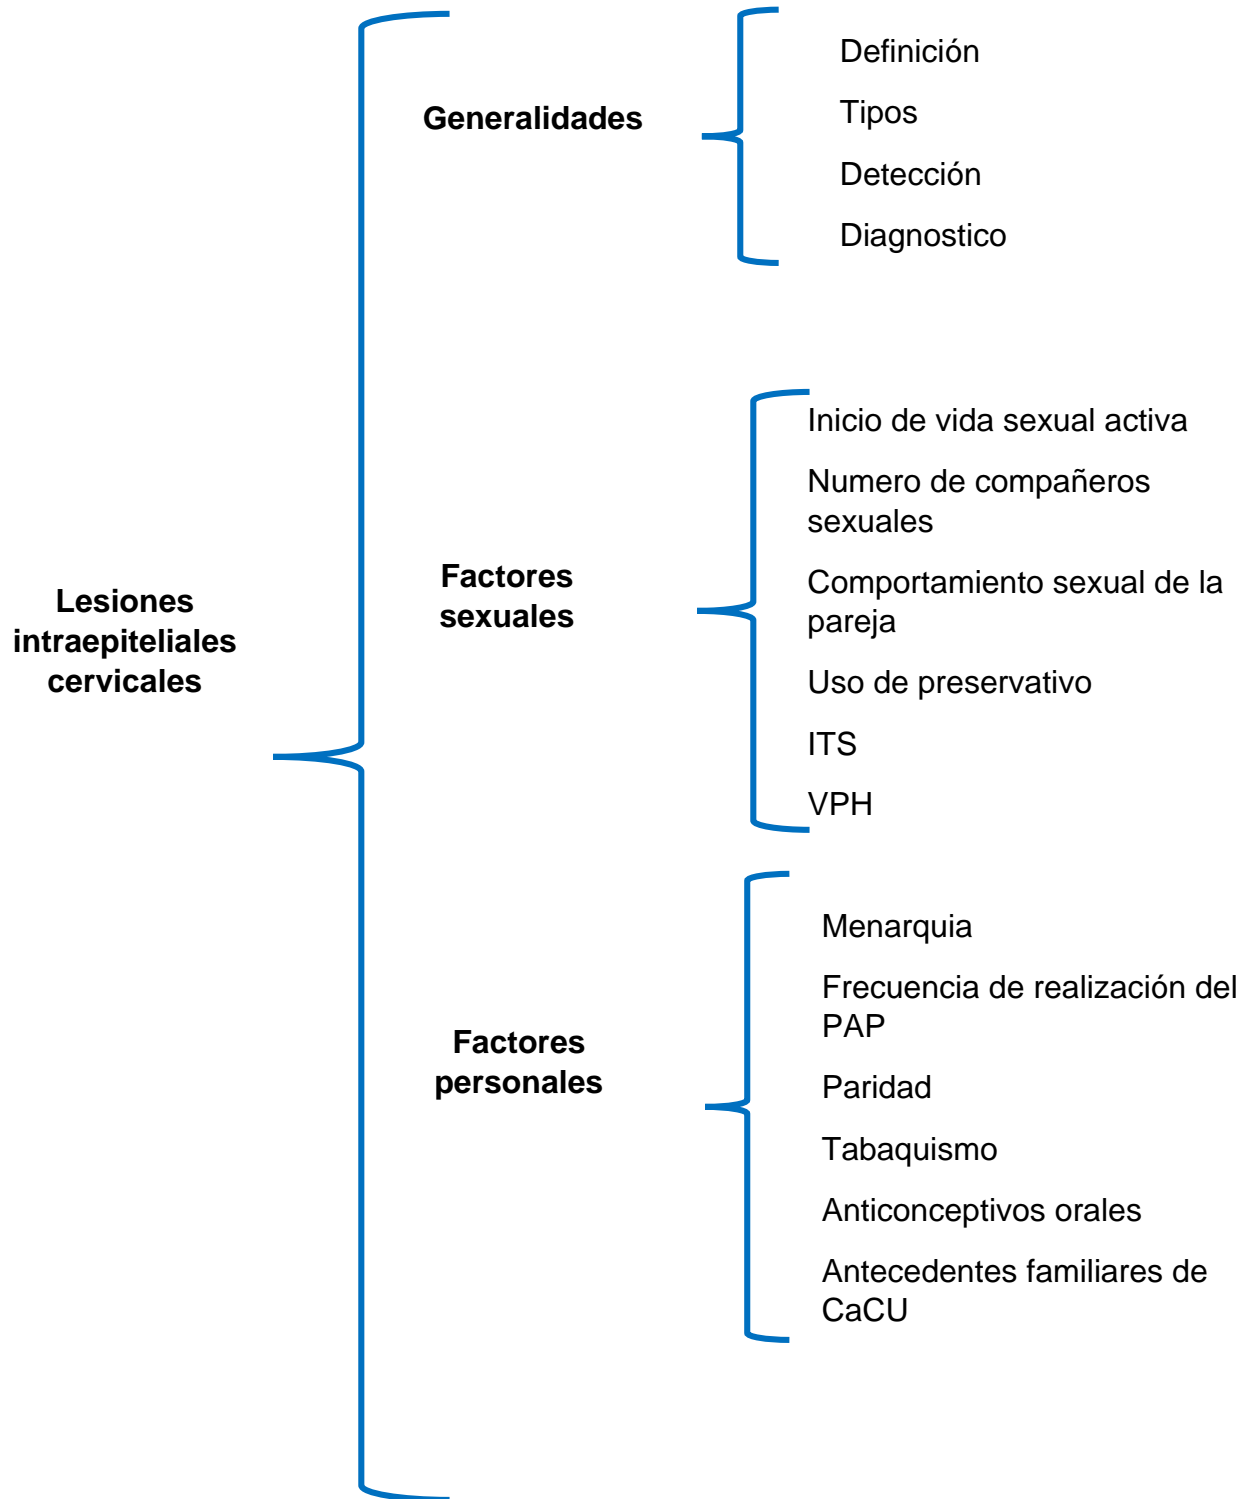 Lesiones
intraepiteliales
cervicales
Generalidades
Definición
Tipos
Detección
Diagnostico
Factores
sexuales
Inicio de vida sexual activa
Numero de compañeros
sexuales
Comportamiento sexual de la
pareja
Uso de preservativo
ITS
VPH
Factores
personales
Menarquia
Frecuencia de realización del
PAP
Paridad
Tabaquismo
Anticonceptivos orales
Antecedentes familiares de
CaCU